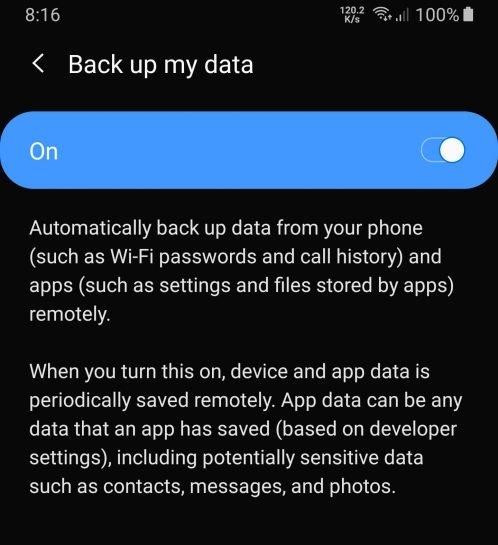 8:16 120.2 K/s 100%
Back up my data
On
Automatically back up data from your phone
(such as Wi-Fi passwords and call history) and
apps (such as settings and files stored by apps)
remotely.
When you turn this on, device and app data is
periodically saved remotely. App data can be any
data that an app has saved (based on developer
settings), including potentially sensitive data
such as contacts, messages, and photos.